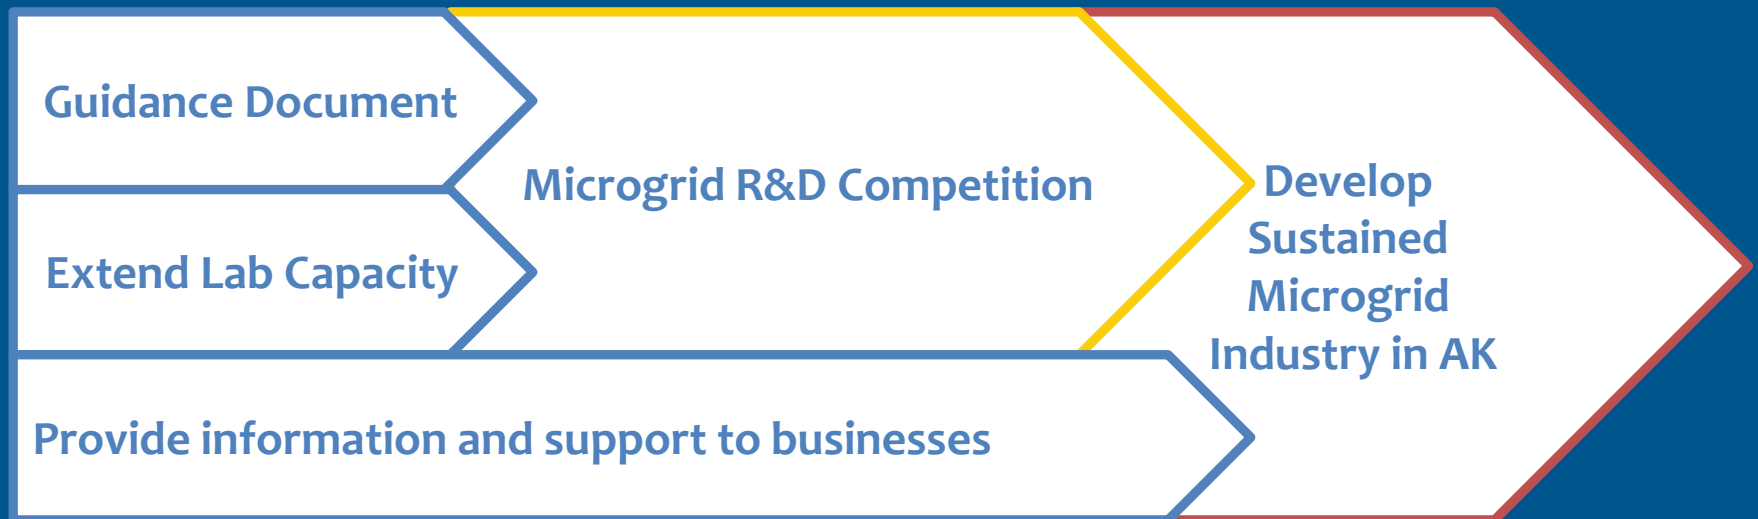 Guidance Document
Extend Lab Capacity
Microgrid R&D Competition
Provide information and support to businesses
Develop
Sustained
Microgrid
Industry in AK